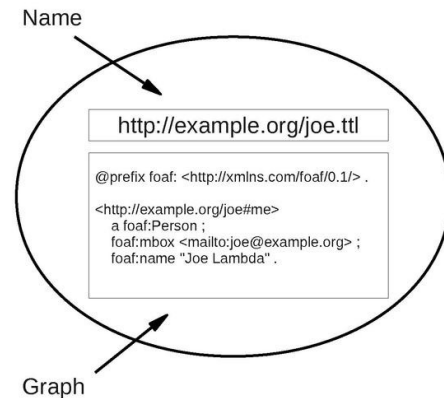 Name
http://example.org/joe.ttl
@prefix foaf: <http://xmlns.com/foaf/0.1/> .
<http://example.org/joe#me>
a foaf:Person ;
foaf:mbox <mailto:joe@example.org> ;
foaf:name "Joe Lambda" .
Graph